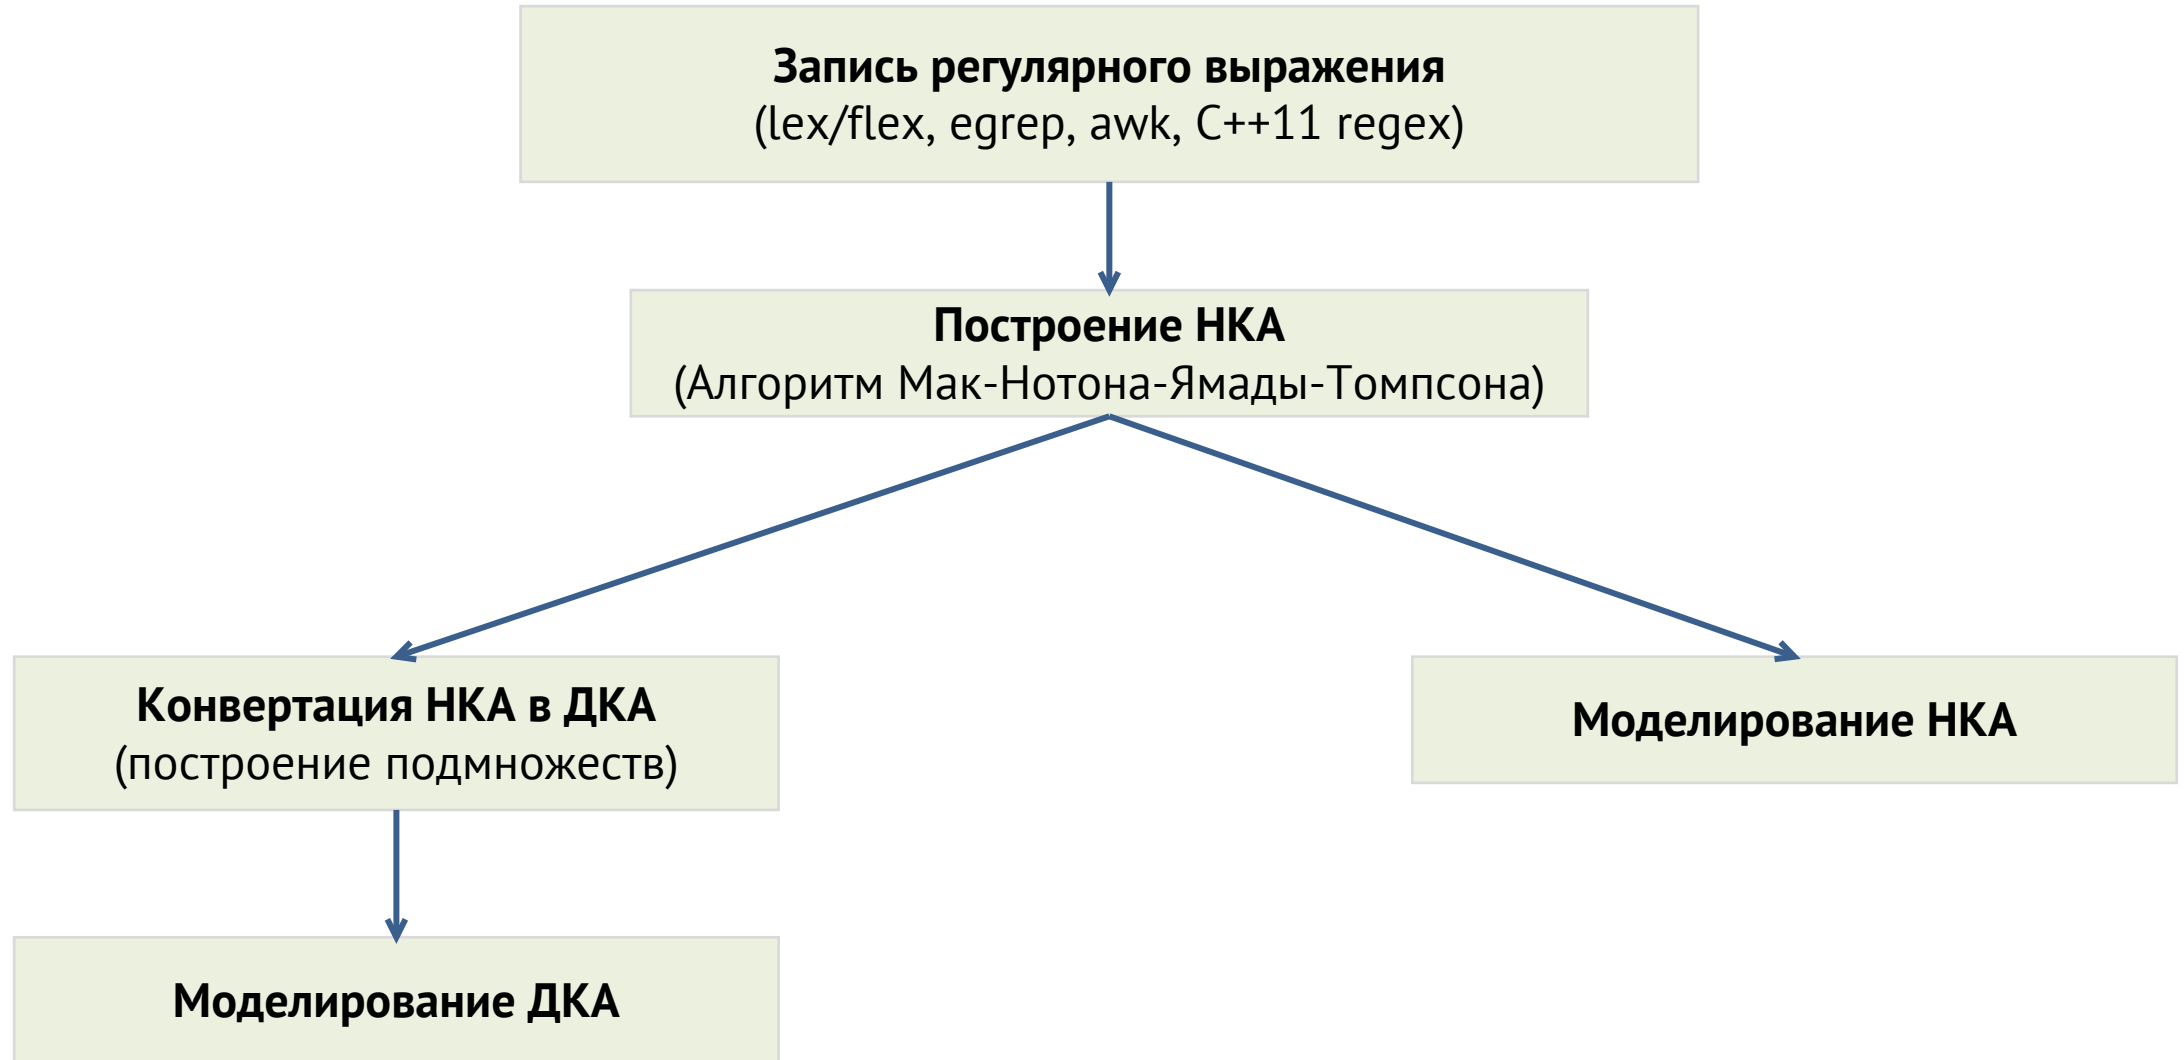 Запись регулярного выражения
(lex/flex, egrep, awk, C++11 regex)
Построение НКА
(Алгоритм Мак-Нотона-Ямады-Томпсона)
Конвертация НКА в ДКА
(построение подмножеств)
Моделирование НКА
Моделирование ДКА